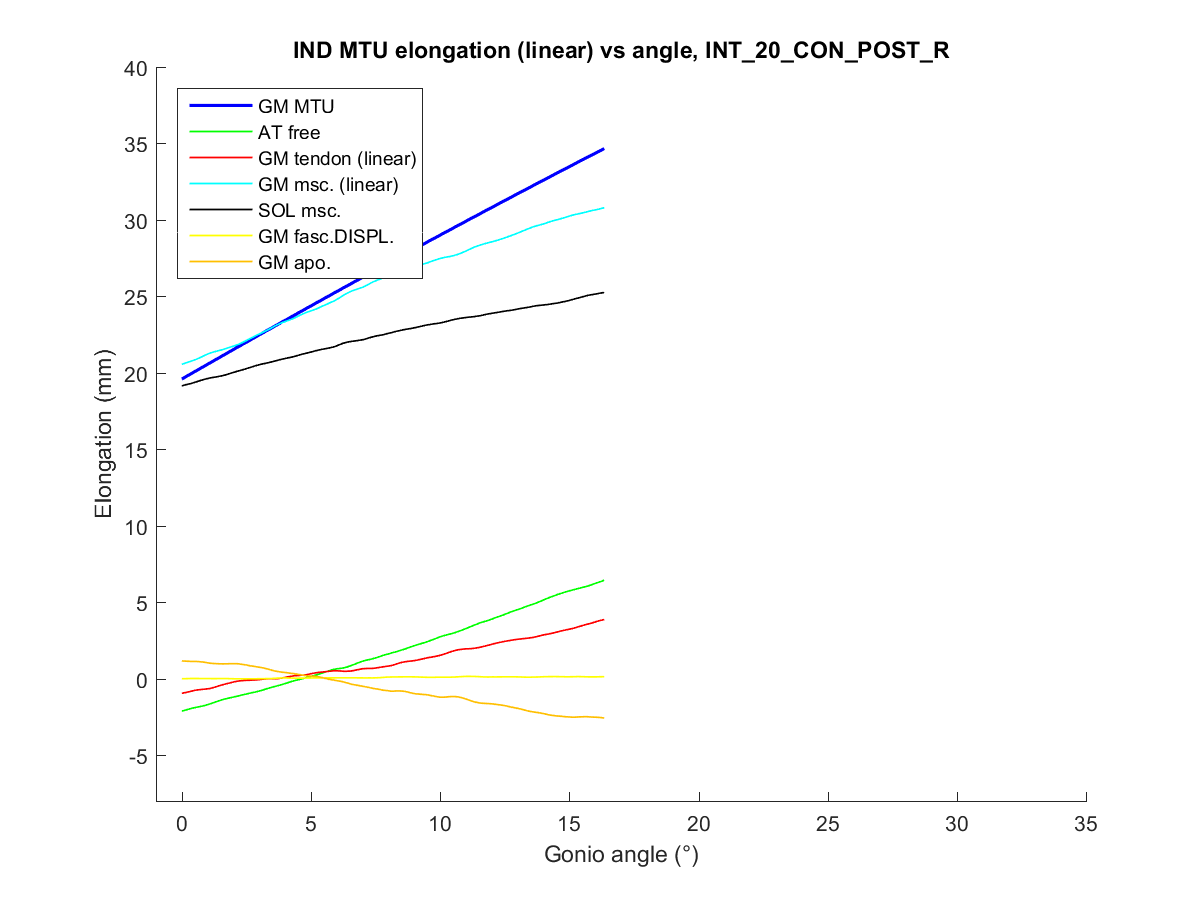 IND MTU elongation (linear) vs angle, INT_20_CON_POST_R
40
35
30
25
20
15
10
5
0
-5
Elongation (mm)
GM MTU
AT free
GM tendon (linear)
GM msc. (linear)
SOL msc.
GM fasc.DISPL.
GM apo.
0 5 10 15 20 25 30 35
Gonio angle (°)